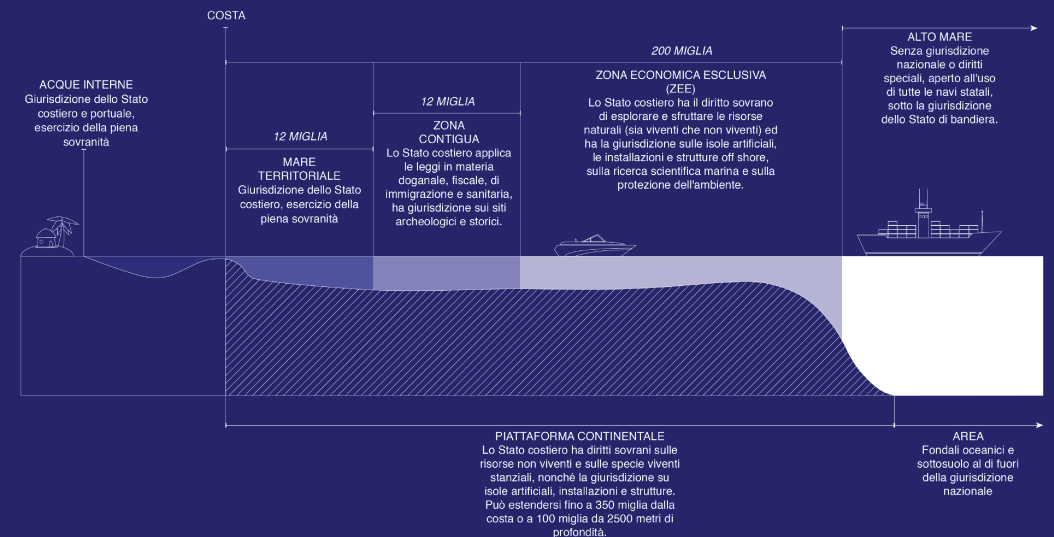 COSTA
ACQUE INTERNE
Giurisdizione dello Stato
costiero e portuale,
esercizio della piena
sovranità
12 MIGLIA
MARE
TERRITORIALE
Giurisdizione dello Stato
costiero, esercizio della
piena sovranità
12 MIGLIA
ZONA
CONTIGUA
Lo Stato costiero applica
le leggi in materia
doganale, fiscale, di
immigrazione e sanitaria,
ha giurisdizione sui siti
archeologici e storici.
200 MIGLIA
ZONA ECONOMICA ESCLUSIVA
(ZEE)
Lo Stato costiero ha il diritto sovrano
di esplorare e sfruttare le risorse
naturali (sia viventi che non viventi) ed
ha la giurisdizione sulle isole artificiali,
le installazioni e strutture off shore,
sulla ricerca scientifica marina e sulla
protezione dell'ambiente.
ALTO MARE
Senza giurisdizione
nazionale o diritti
speciali, aperto all'uso
di tutte le navi statali,
sotto la giurisdizione
dello Stato di bandiera.
PIATTAFORMA CONTINENTALE
Lo Stato costiero ha diritti sovrani sulle
risorse non viventi e sulle specie viventi
stanziali, nonché la giurisdizione su
isole artificiali, installazioni e strutture.
Può estendersi fino a 350 miglia dalla
costa o a 100 miglia da 2500 metri di
profondità.
AREA
Fondali oceanici e
sottosuolo al di fuori
della giurisdizione
nazionale